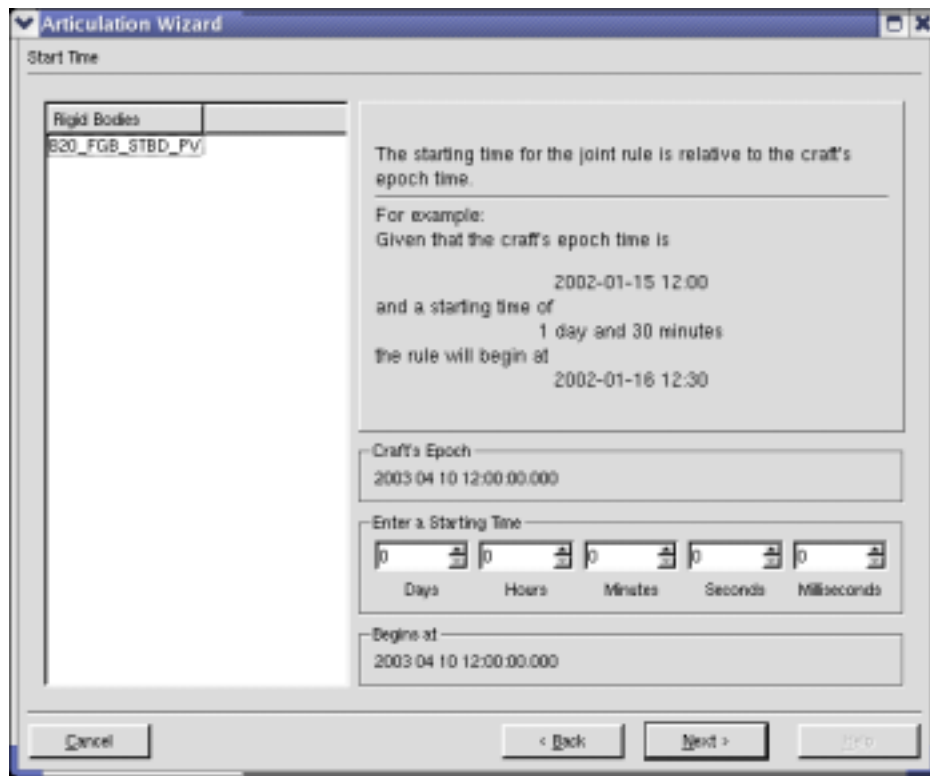 Articulation Wizard
Start Time
Rigid Bodies
B20_FGB_STBD_PV
The starting time for the joint rule is relative to the craft's
epoch time.
For example:
Given that the craft's epoch time is
2002-01-15 12:00
and a starting time of
1 day and 30 minutes
the rule will begin at
2002-01-16 12:30
Craft's Epoch
2003 04 10 12:00:00.000
Enter a Starting Time
0 0 0 0 0
Days Hours Minutes Seconds Milliseconds
Begins at
2003 04 10 12:00:00.000
Cancel < Back Next > Help